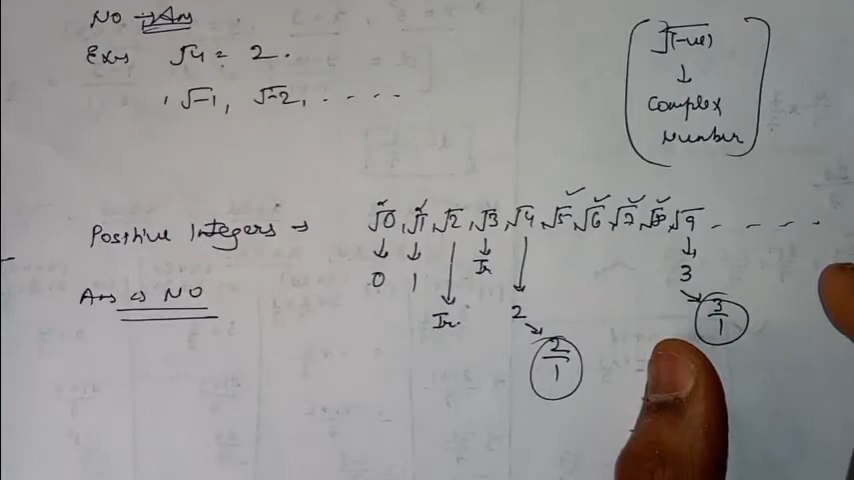 NO → Ans
Exs √4 = 2.
, √-1, √-2, - - - -
√(-ve)
↓
Complex
Number
Positive Integers → √0, √1, √2, √3, √4, √5, √6, √7, √8, √9 - - - - .
↓ ↓ ↓ ↓ ↓ ↓
0 1 Ir. Ir 2 3
2/1 3/1
Ans is NO